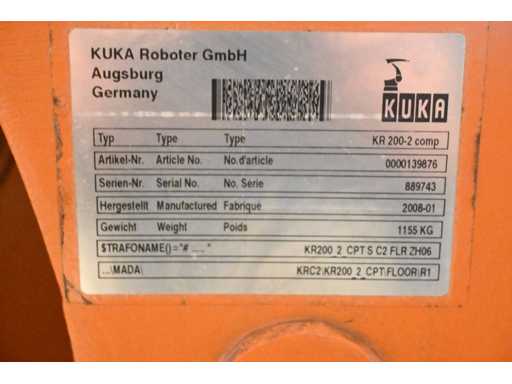 KUKA Roboter GmbH
Augsburg
Germany
KUKA
Typ Type Type KR 200-2 comp
Artikel-Nr. Article No. No.d'article 0000139876
Serien-Nr. Serial No. No. Série 889743
Hergestellt Manufactured Fabrique 2008-01
Gewicht Weight Poids 1155 KG
$TRAFONAME()="# ..... " KR200_2_CPT S C2 FLR ZH06
...\MADA\ KRC2\KR200_2_CPT\FLOOR\R1